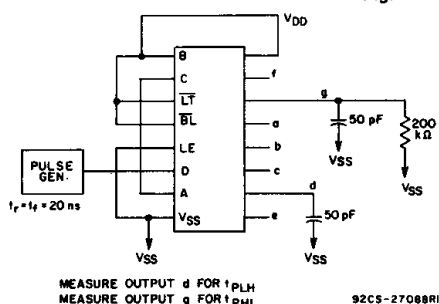 VDD
B
C
LT
BL
LE
D
A
VSS
f
g
a
b
c
d
e
50 pF
VSS
200
kΩ
VSS
50 pF
VSS
PULSE
GEN.
tr = tf = 20 ns
VSS
MEASURE OUTPUT d FOR tPLH
MEASURE OUTPUT g FOR tPHL
92CS-27088RI